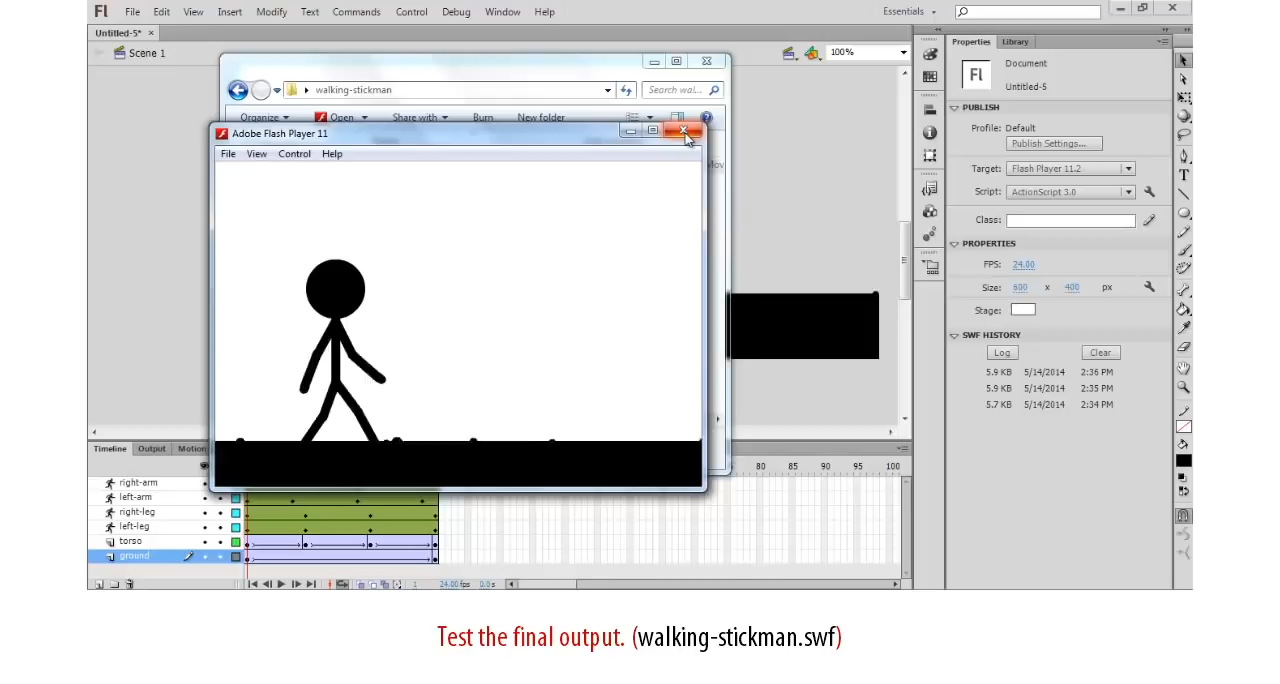 Fl File Edit View Insert Modify Text Commands Control Debug Window Help Essentials
Untitled-5* ×
Scene 1 100%
Properties Library
Fl Document
Untitled-5
PUBLISH
Profile: Default
Publish Settings...
Target: Flash Player 11.2
Script: ActionScript 3.0
Class:
PROPERTIES
FPS: 24.00
Size: 600 x 400 px
Stage:
SWF HISTORY
Log Clear
5.9 KB 5/14/2014 2:36 PM
5.9 KB 5/14/2014 2:35 PM
5.7 KB 5/14/2014 2:34 PM
walking-stickman Search wal...
Organize Open Share with Burn New folder
Adobe Flash Player 11
File View Control Help
Timeline Output Motion
80 85 90 95 100
right-arm
left-arm
right-leg
left-leg
torso
ground
1 24.00 fps 0.0 s
Test the final output. (walking-stickman.swf)